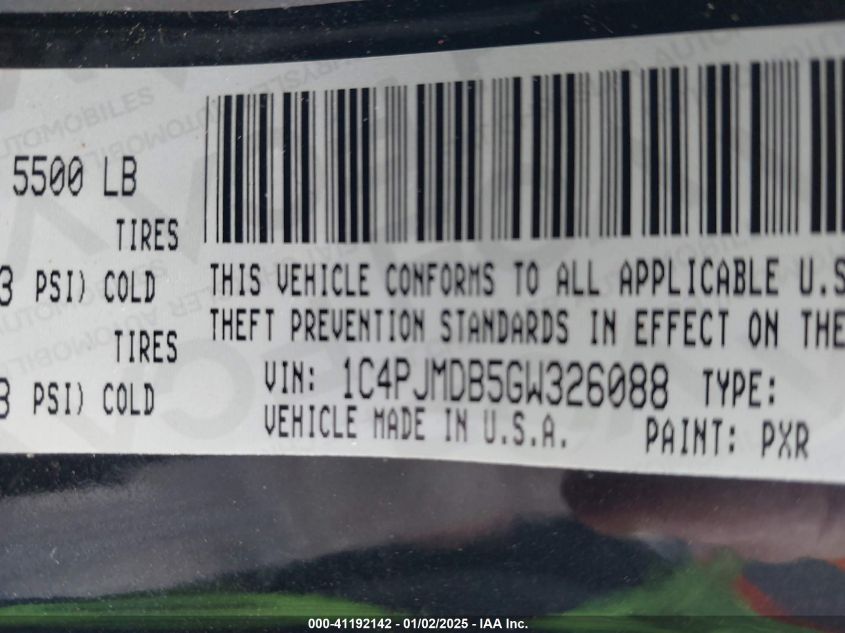 5500 LB
TIRES
3 PSI) COLD
TIRES
3 PSI) COLD
THIS VEHICLE CONFORMS TO ALL APPLICABLE U.S
THEFT PREVENTION STANDARDS IN EFFECT ON THE
VIN: 1C4PJMDB5GW326088 TYPE:
VEHICLE MADE IN U.S.A. PAINT: PXR
000-41192142 - 01/02/2025 - IAA Inc.